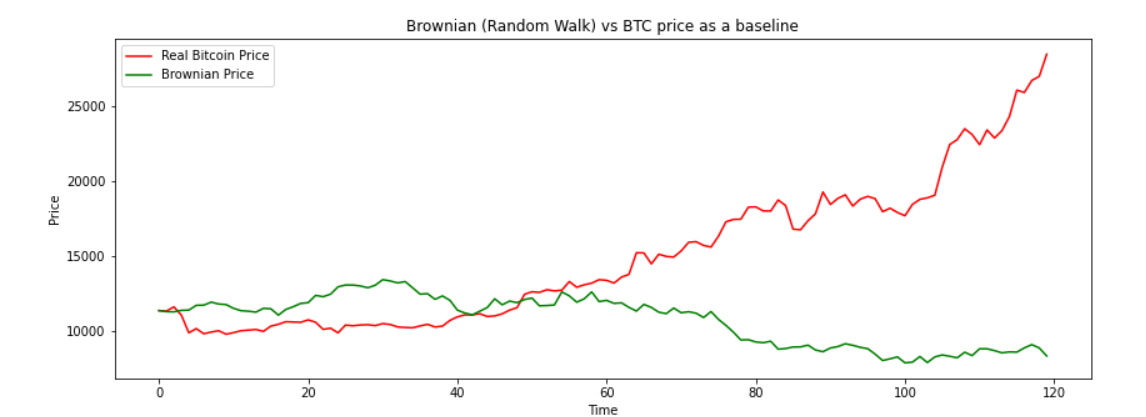 Brownian (Random Walk) vs BTC price as a baseline
Real Bitcoin Price
Brownian Price
25000
20000
15000
10000
Price
0
20
40
60
80
100
120
Time